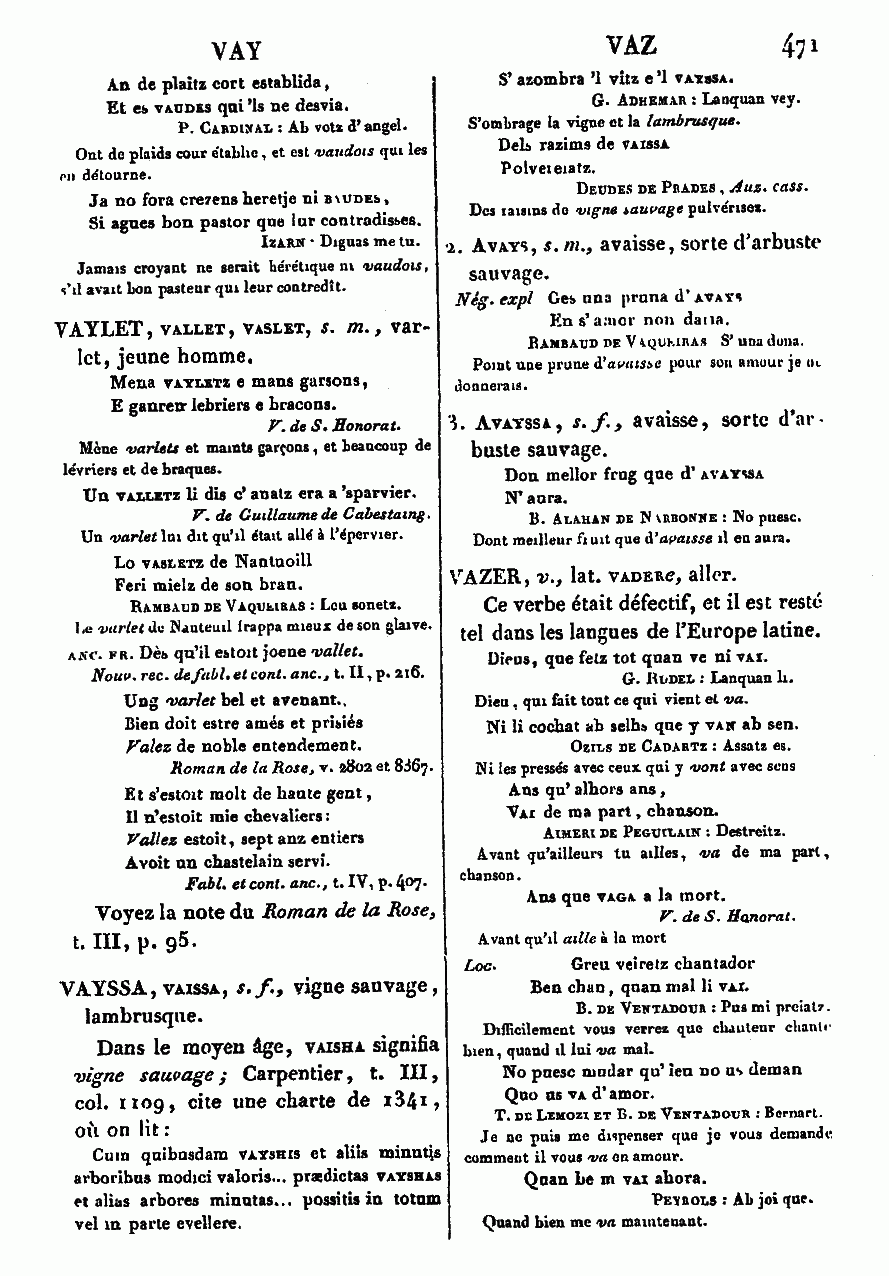 VAY
VAZ 471
An de plaitz cort establida,
Et es VAUDES qui 'ls ne desvia.
P. CARDINAL : Ab votz d'angel.
Ont de plaids cour établie, et est vaudois qui les
en détourne.
Ja no fora crezens heretje ni BAUDES,
Si agues bon pastor que lur contradisses.
IZARN : Diguas me tu.
Jamais croyant ne serait hérétique ni vaudois,
s'il avait bon pasteur qui leur contredît.
VAYLET, VALLET, VASLET, s. m., var-
let, jeune homme.
Mena VAYLETZ e mans garsons,
E ganren lebriers e bracons.
V. de S. Honorat.
Mène varlets et maints garçons, et beaucoup de
lévriers et de braques.
Un VALLETZ li dis c' anatz era a 'sparvier.
V. de Guillaume de Cabestaing.
Un varlet lui dit qu'il était allé à l'épervier.
Lo VASLETZ de Nantuoill
Feri mielz de son bran.
RAMBAUD DE VAQUEIRAS : Leu sonetz.
Le varlet de Nanteuil frappa mieux de son glaive.
ANC. FR. Dès qu'il estoit joene vallet.
Nouv. rec. de fabl. et cont. anc., t. II, p. 216.
Ung varlet bel et avenant..
Bien doit estre amés et prisiés
Valez de noble entendement.
Roman de la Rose, v. 2802 et 8367.
Et s'estoit molt de haute gent,
Il n'estoit mie chevaliers:
Vallez estoit, sept anz entiers
Avoit un chastelain servi.
Fabl. et cont. anc., t. IV, p. 407.
Voyez la note du Roman de la Rose,
t. III, p. 95.
VAYSSA, VAISSA, s. f., vigne sauvage,
lambrusque.
Dans le moyen âge, VAISHA signifia
vigne sauvage; Carpentier, t. III,
col. 1109, cite une charte de 1341,
où on lit:
Cum quibusdam VAYSHIS et aliis minutis
arboribus modici valoris... prædictas VAYSHAS
et alias arbores minutas... possitis in totum
vel in parte evellere.
S' azombra 'l vitz e 'l VAYSSA.
G. ADHEMAR : Lanquan vey.
S'ombrage la vigne et la lambrusque.
Dels razims de VAISSA
Polveteiatz.
DEUDES DE PRADES, Auz. cass.
Des raisins de vigne sauvage pulvérisez.
2. AVAYS, s. m., avaisse, sorte d'arbuste
sauvage.
Nég. expl Ges una pruna d' AVAYS
En s' amor non daria.
RAMBAUD DE VAQUEIRAS S' una dona.
Point une prune d'avaisse pour son amour je ne
donnerais.
3. AVAYSSA, s. f., avaisse, sorte d'ar-
buste sauvage.
Don mellor frug que d' AVAYSSA
N' aura.
B. ALAHAN DE NARBONNE : No puesc.
Dont meilleur fruit que d'avaisse il en aura.
VAZER, v., lat. VADERE, aller.
Ce verbe était défectif, et il est resté
tel dans les langues de l'Europe latine.
Dieus, que fetz tot quan ve ni VAI.
G. RUDEL : Lanquan li.
Dieu, qui fait tout ce qui vient et va.
Ni li cochat ab selhs que y VAN ab sen.
OZILS DE CADARTZ : Assatz es.
Ni les pressés avec ceux qui y vont avec sens
Ans qu' alhors ans,
VAI de ma part, chanson.
AIMERI DE PEGUILAIN : Destreitz.
Avant qu'ailleurs tu ailles, va de ma part,
chanson.
Ans que VAGA a la mort.
V. de S. Honorat.
Avant qu'il aille à la mort
Loc. Greu veiretz chantador
Ben chan, quan mal li VAI.
B. DE VENTADOUR : Pus mi preiatz.
Difficilement vous verrez que chanteur chante
bien, quand il lui va mal.
No puesc mudar qu' ieu no us deman
Quo us VA d' amor.
T. DE LEMOZI ET B. DE VENTADOUR : Bernart.
Je ne puis me dispenser que je vous demande
comment il vous va en amour.
Quan be m VAI ahora.
PEYROLS : Ab joi que.
Quand bien me va maintenant.